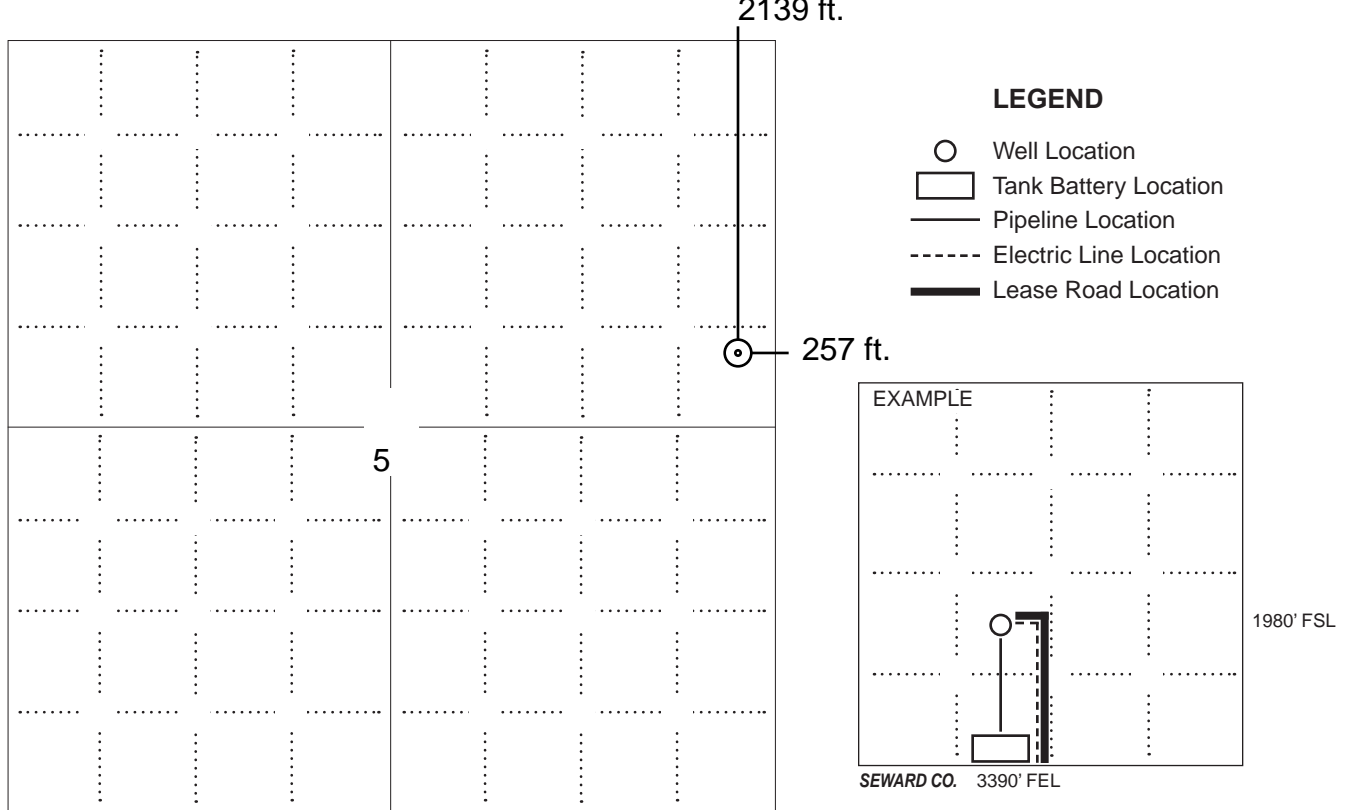 2139 ft.
LEGEND
Well Location
Tank Battery Location
Pipeline Location
Electric Line Location
Lease Road Location
257 ft.
EXAMPLE
5
1980' FSL
SEWARD CO. 3390' FEL